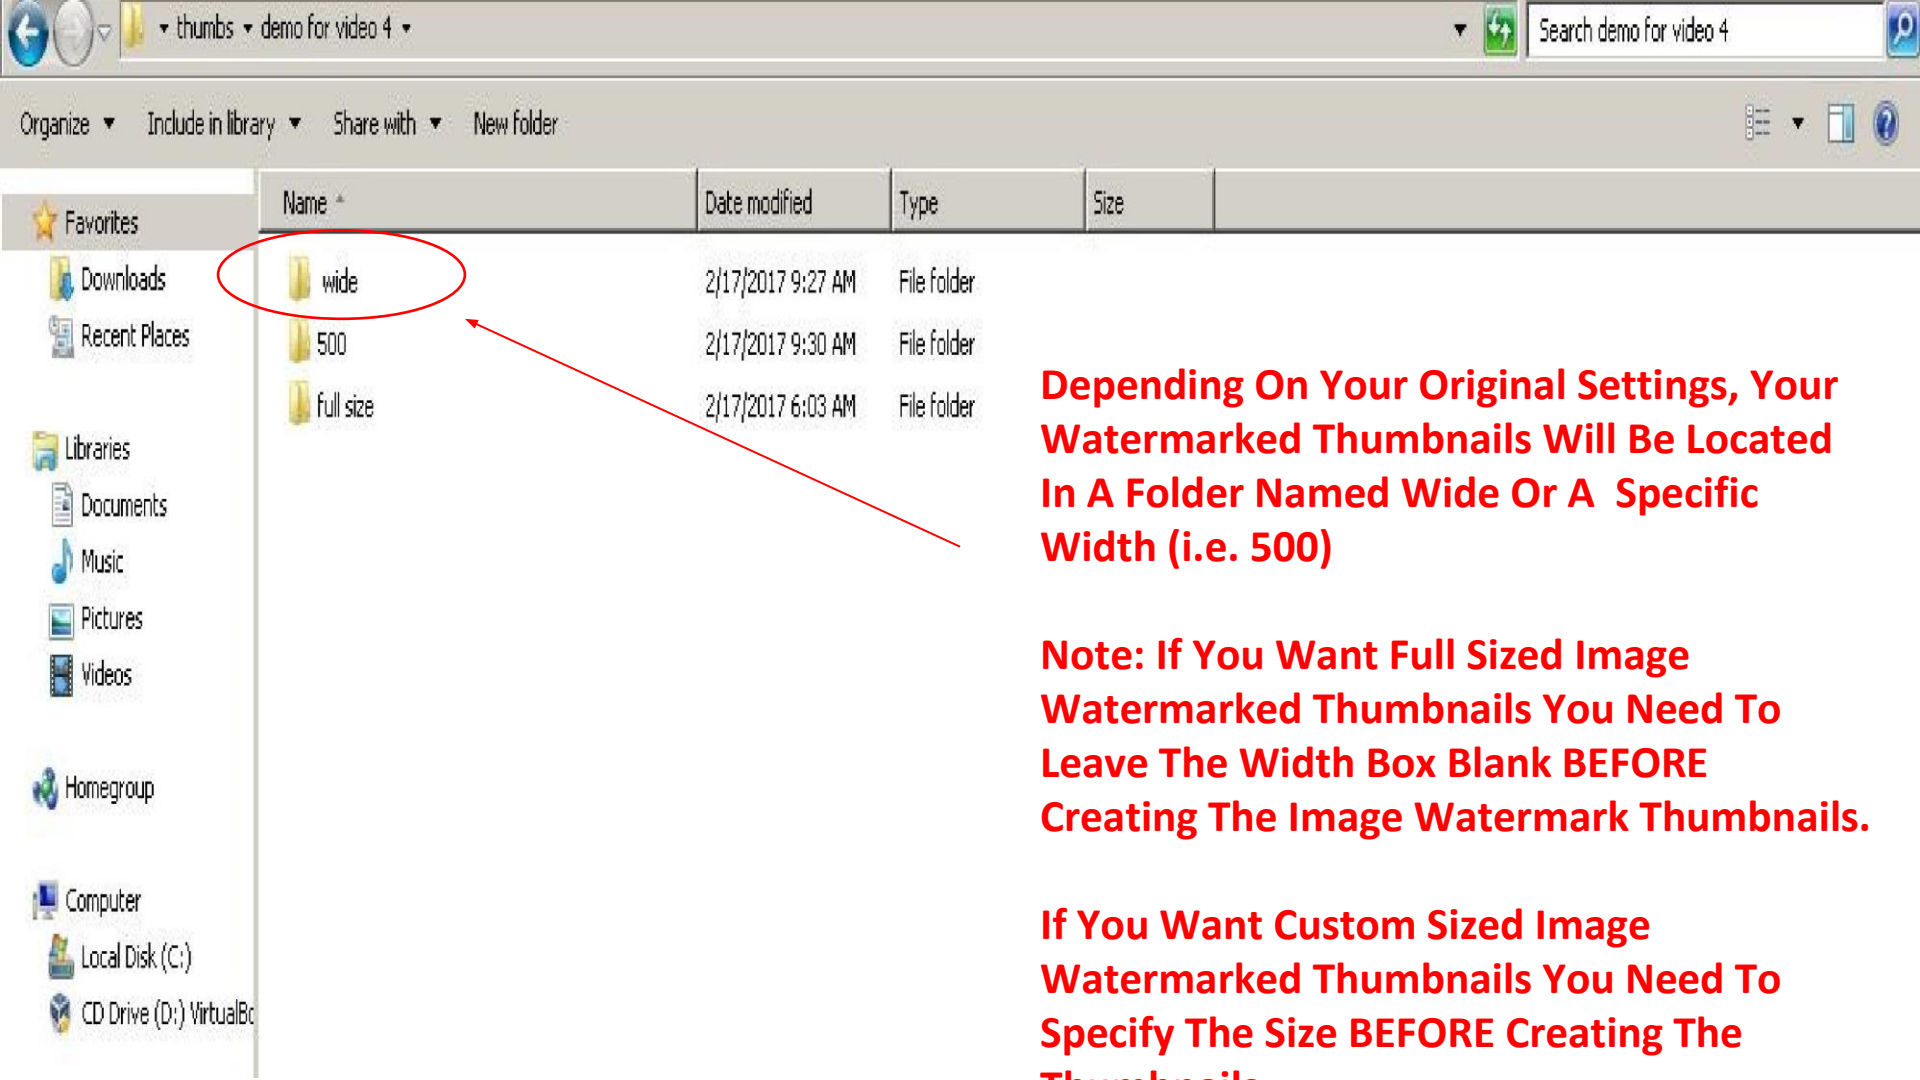 thumbs demo for video 4
Search demo for video 4
Organize Include in library Share with New folder
Name Date modified Type Size
Favorites
Downloads
Recent Places
Libraries
Documents
Music
Pictures
Videos
Homegroup
Computer
Local Disk (C:)
CD Drive (D:) VirtualBo
wide 2/17/2017 9:27 AM File folder
500 2/17/2017 9:30 AM File folder
full size 2/17/2017 6:03 AM File folder
Depending On Your Original Settings, Your
Watermarked Thumbnails Will Be Located
In A Folder Named Wide Or A Specific
Width (i.e. 500)
Note: If You Want Full Sized Image
Watermarked Thumbnails You Need To
Leave The Width Box Blank BEFORE
Creating The Image Watermark Thumbnails.
If You Want Custom Sized Image
Watermarked Thumbnails You Need To
Specify The Size BEFORE Creating The